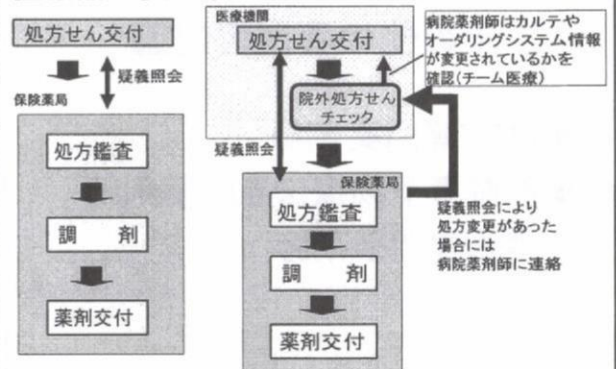 処方せん交付
疑義照会
保険薬局
処方鑑査
調 剤
薬剤交付
医療機関
処方せん交付
院外処方せん
チェック
疑義照会
保険薬局
処方鑑査
調 剤
薬剤交付
病院薬剤師はカルテや
オーダリングシステム情報
が変更されているかを
確認(チーム医療)
疑義照会により
処方変更があった
場合には
病院薬剤師に連絡